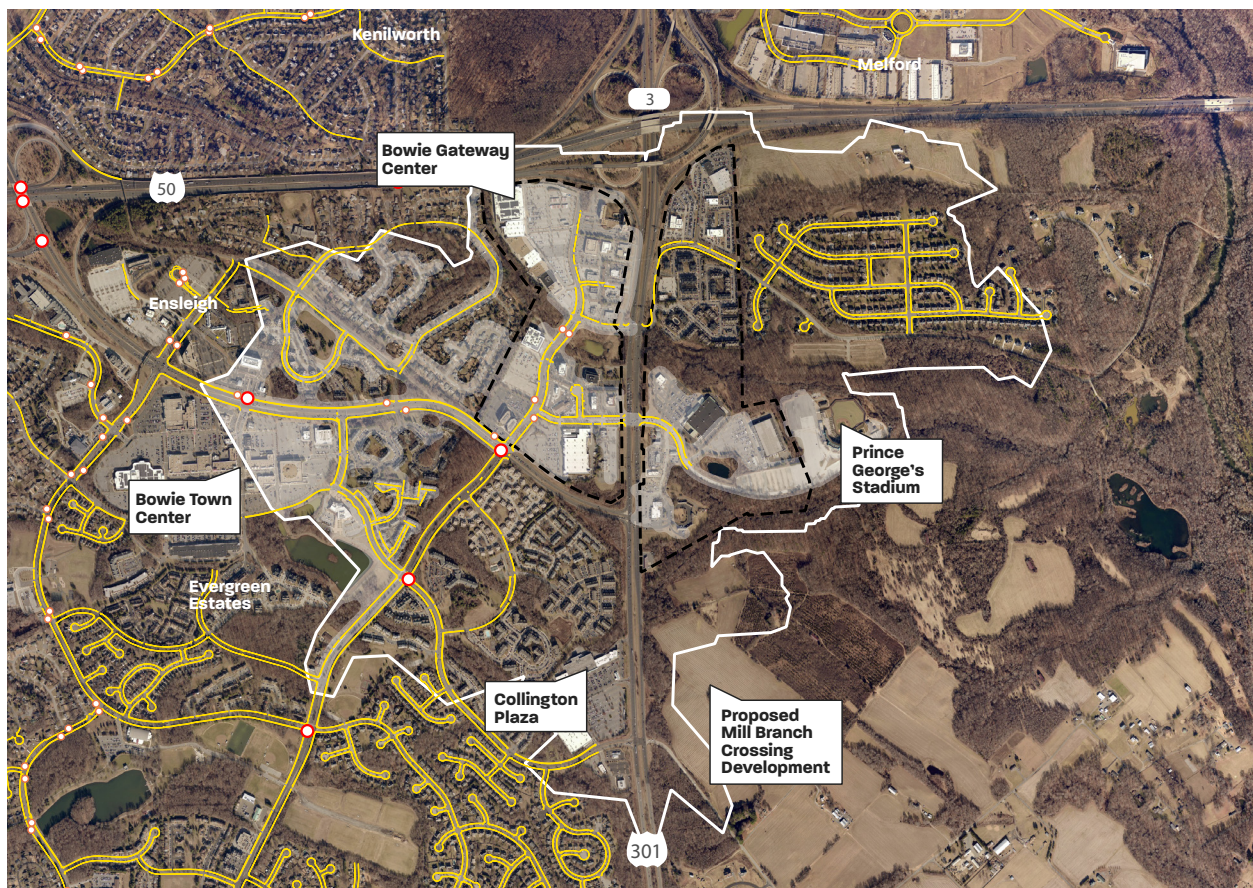 Kenilworth
Melford
3
Bowie Gateway
Center
50
Ensleigh
Prince
George's
Stadium
Bowie Town
Center
Evergreen
Estates
Collington
Plaza
Proposed
Mill Branch
Crossing
Development
301